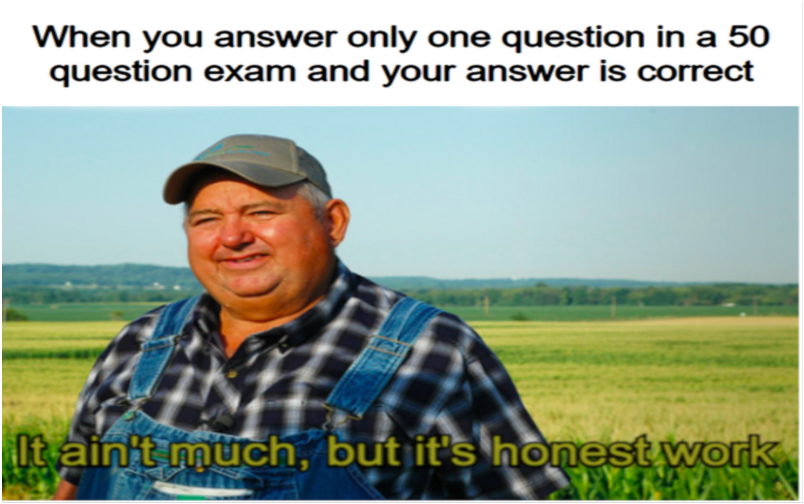 When you answer only one question in a 50
question exam and your answer is correct
It ain't much, but it's honest work